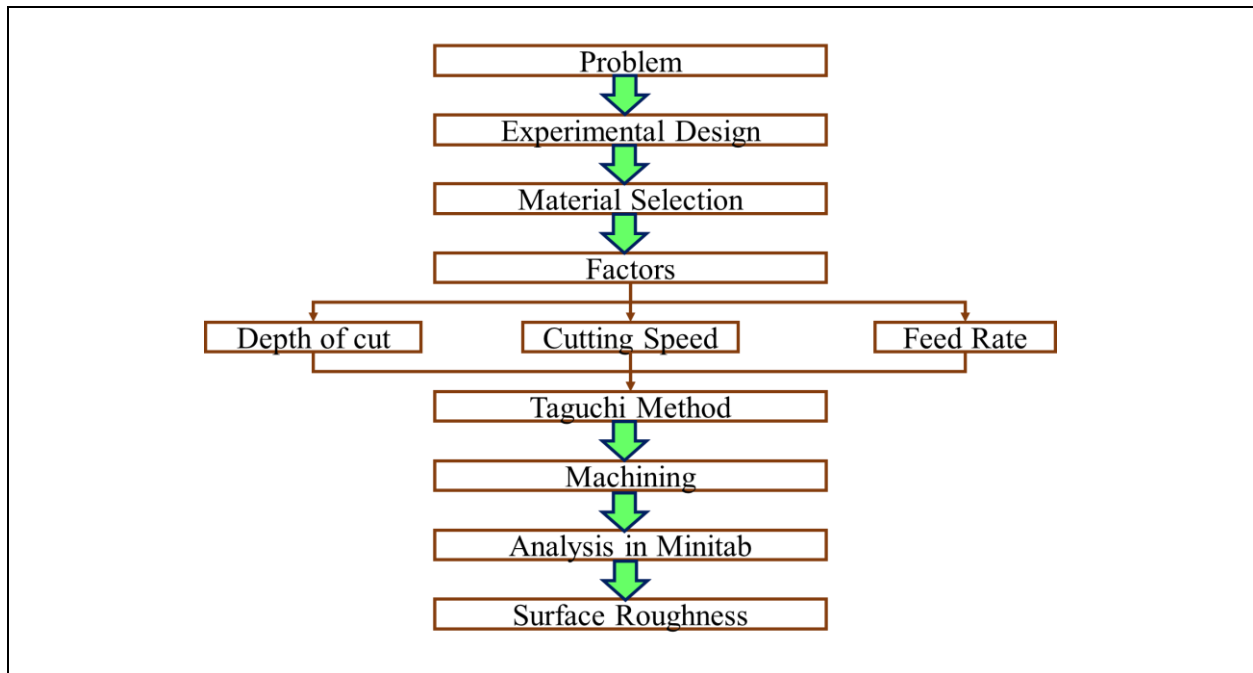 Problem
Experimental Design
Material Selection
Factors
Depth of cut
Cutting Speed
Feed Rate
Taguchi Method
Machining
Analysis in Minitab
Surface Roughness